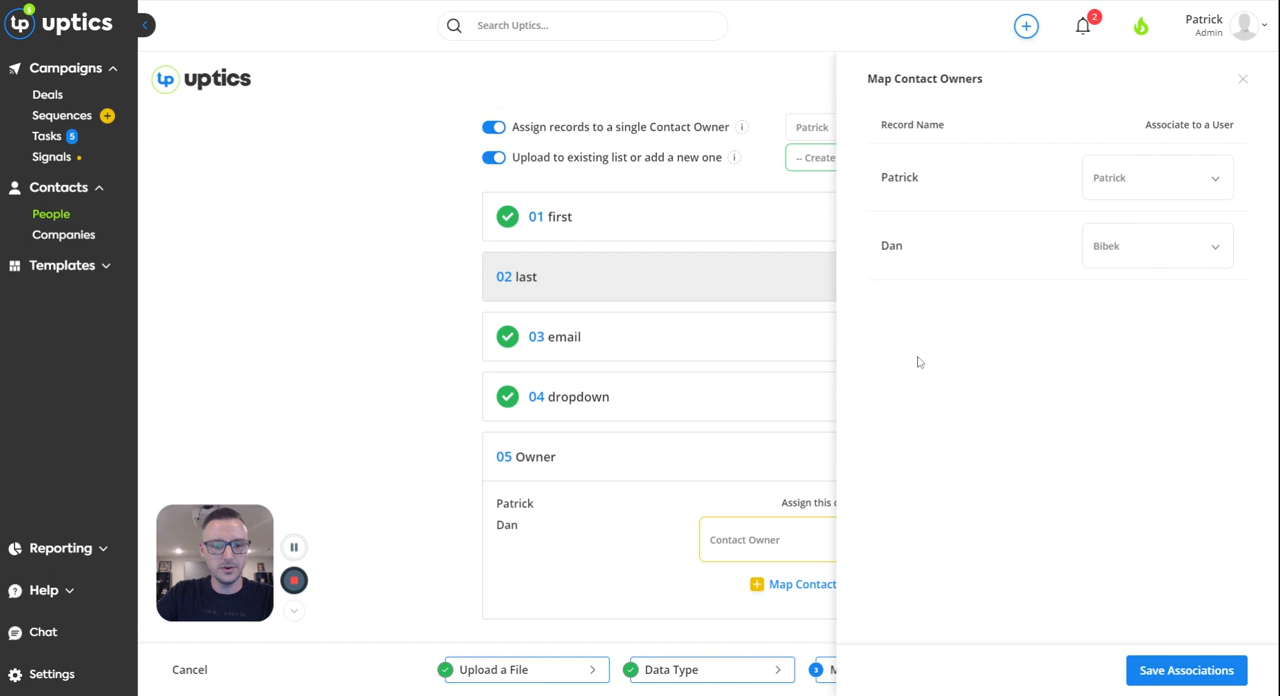 uptics
Campaigns
Deals
Sequences
Tasks 5
Signals
Contacts
People
Companies
Templates
Reporting
Help
Chat
Settings
Search Uptics...
2
Patrick
Admin
uptics
Assign records to a single Contact Owner i
Patrick
Upload to existing list or add a new one i
-- Create
01 first
02 last
03 email
04 dropdown
05 Owner
Patrick
Assign this
Dan
Contact Owner
Map Contact
Cancel
Upload a File
Data Type
3
Map Contact Owners
Record Name
Associate to a User
Patrick
Patrick
Dan
Bibek
Save Associations